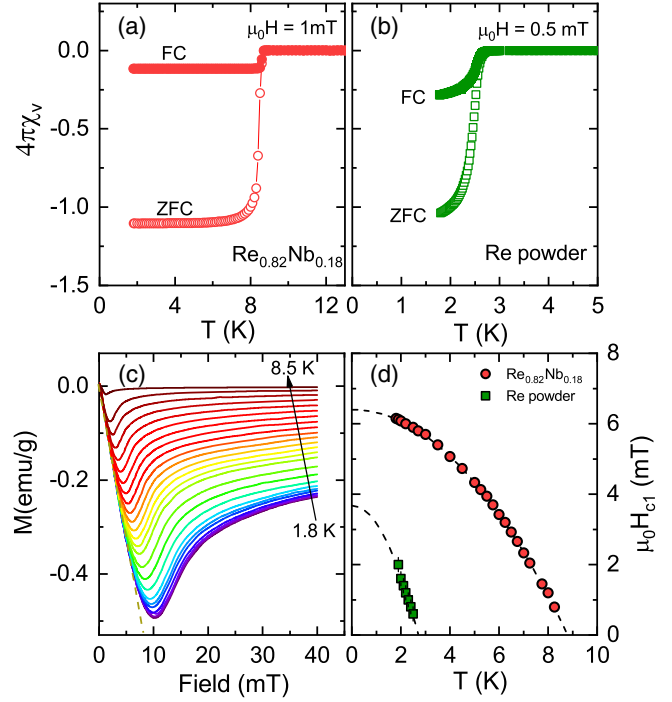 (a)
μ₀H = 1mT
FC
ZFC
Re₀.₈₂Nb₀.₁₈
0.0
-0.5
-1.0
-1.5
4πχᵥ
0 4 8 12
T (K)
(b)
μ₀H = 0.5 mT
FC
ZFC
Re powder
1 2 3 4 5
T (K)
(c)
8.5 K
1.8 K
0.0
-0.2
-0.4
M(emu/g)
0 10 20 30 40
Field (mT)
(d)
Re₀.₈₂Nb₀.₁₈
Re powder
8
6
4
2
0
μ₀H_c1 (mT)
0 2 4 6 8 10
T (K)